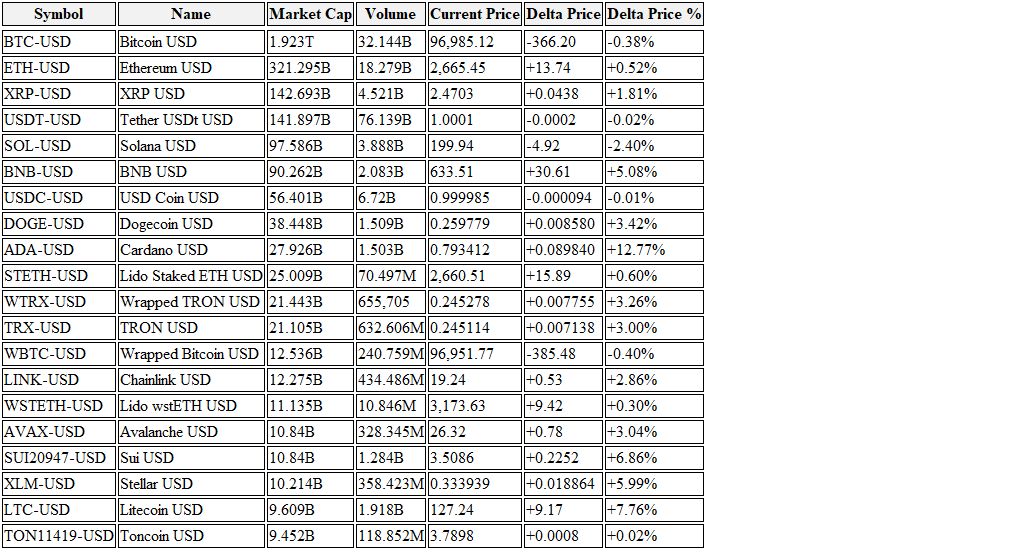 Symbol Name Market Cap Volume Current Price Delta Price Delta Price %
BTC-USD Bitcoin USD 1.923T 32.144B 96,985.12 -366.20 -0.38%
ETH-USD Ethereum USD 321.295B 18.279B 2,665.45 +13.74 +0.52%
XRP-USD XRP USD 142.693B 4.521B 2.4703 +0.0438 +1.81%
USDT-USD Tether USDt USD 141.897B 76.139B 1.0001 -0.0002 -0.02%
SOL-USD Solana USD 97.586B 3.888B 199.94 -4.92 -2.40%
BNB-USD BNB USD 90.262B 2.083B 633.51 +30.61 +5.08%
USDC-USD USD Coin USD 56.401B 6.72B 0.999985 -0.000094 -0.01%
DOGE-USD Dogecoin USD 38.448B 1.509B 0.259779 +0.008580 +3.42%
ADA-USD Cardano USD 27.926B 1.503B 0.793412 +0.089840 +12.77%
STETH-USD Lido Staked ETH USD 25.009B 70.497M 2,660.51 +15.89 +0.60%
WTRX-USD Wrapped TRON USD 21.443B 655,705 0.245278 +0.007755 +3.26%
TRX-USD TRON USD 21.105B 632.606M 0.245114 +0.007138 +3.00%
WBTC-USD Wrapped Bitcoin USD 12.536B 240.759M 96,951.77 -385.48 -0.40%
LINK-USD Chainlink USD 12.275B 434.486M 19.24 +0.53 +2.86%
WSTETH-USD Lido wstETH USD 11.135B 10.846M 3,173.63 +9.42 +0.30%
AVAX-USD Avalanche USD 10.84B 328.345M 26.32 +0.78 +3.04%
SUI20947-USD Sui USD 10.84B 1.284B 3.5086 +0.2252 +6.86%
XLM-USD Stellar USD 10.214B 358.423M 0.333939 +0.018864 +5.99%
LTC-USD Litecoin USD 9.609B 1.918B 127.24 +9.17 +7.76%
TON11419-USD Toncoin USD 9.452B 118.852M 3.7898 +0.0008 +0.02%